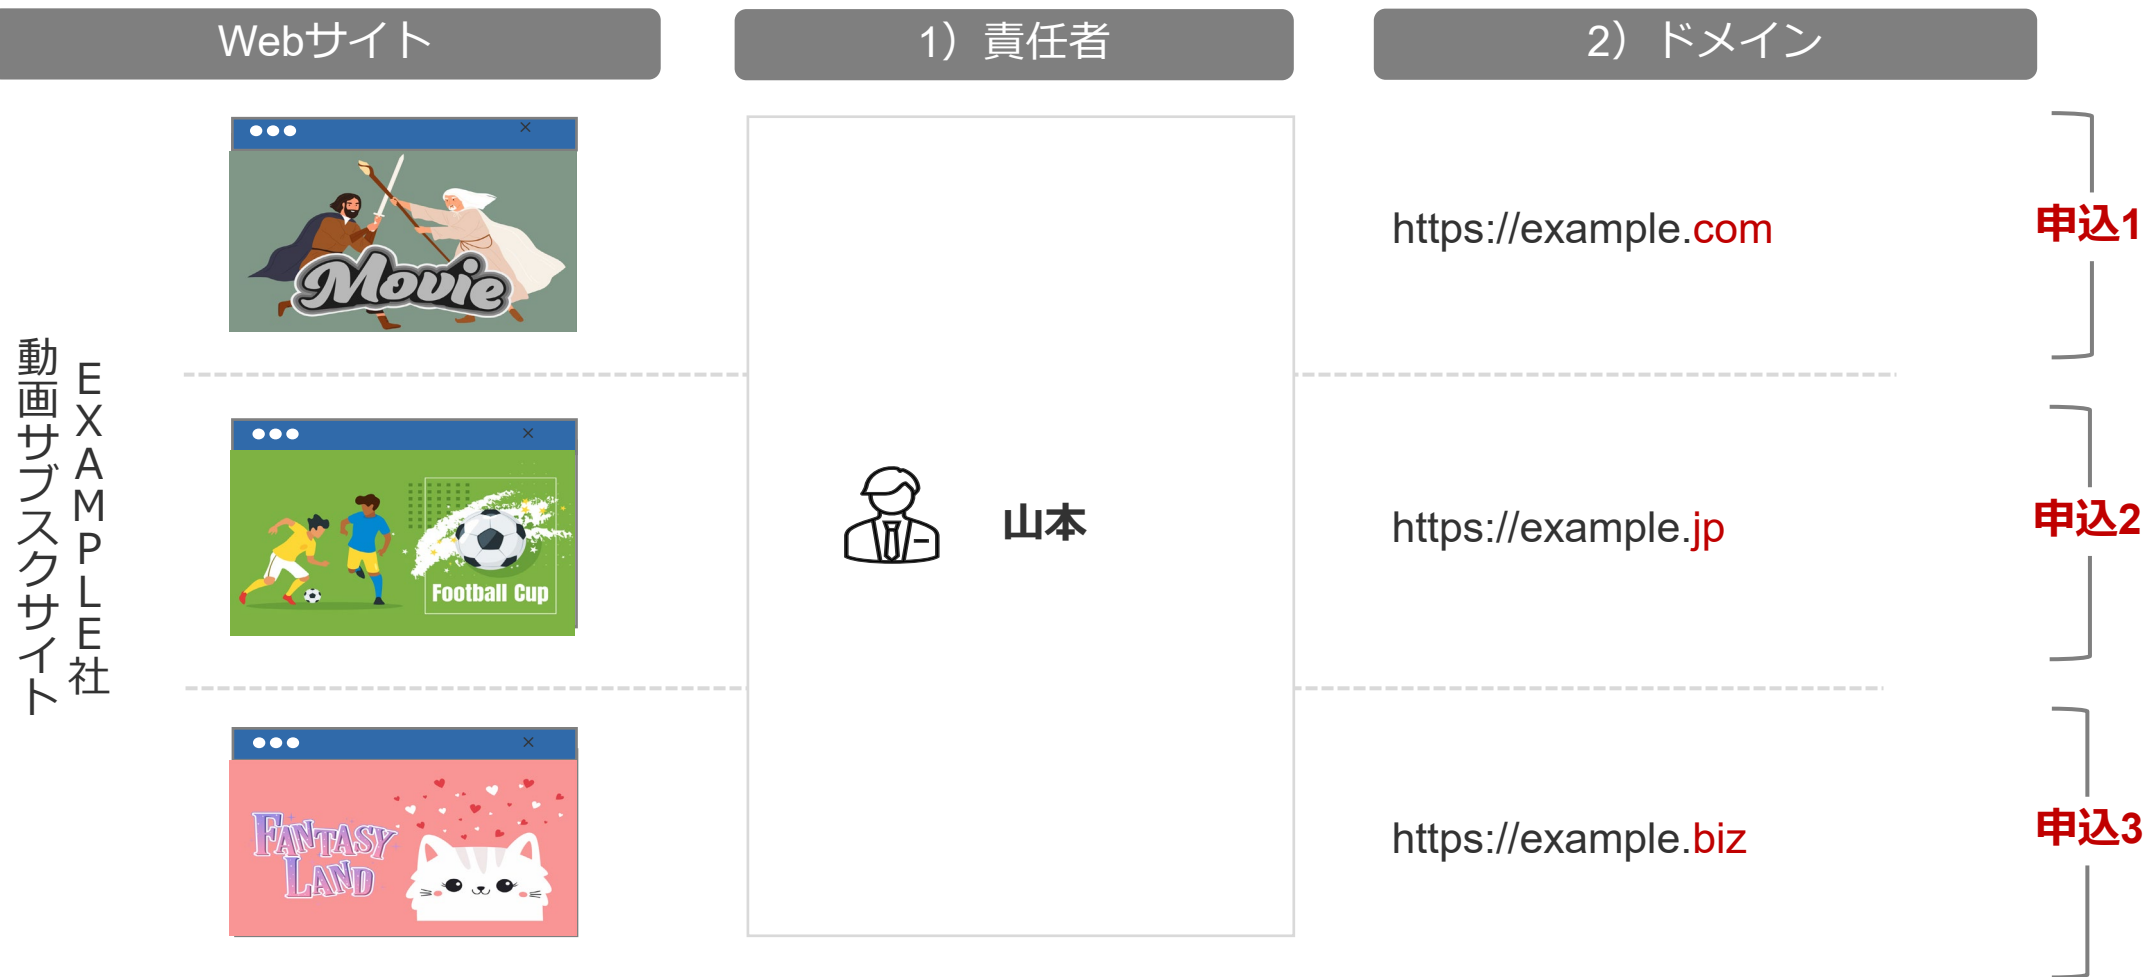 Webサイト
1）責任者
2）ドメイン
EXAMPLE社
動画サブスクサイト
×
Movie
https://example.com
申込1
×
Football Cup
山本
https://example.jp
申込2
×
FANTASY
LAND
https://example.biz
申込3